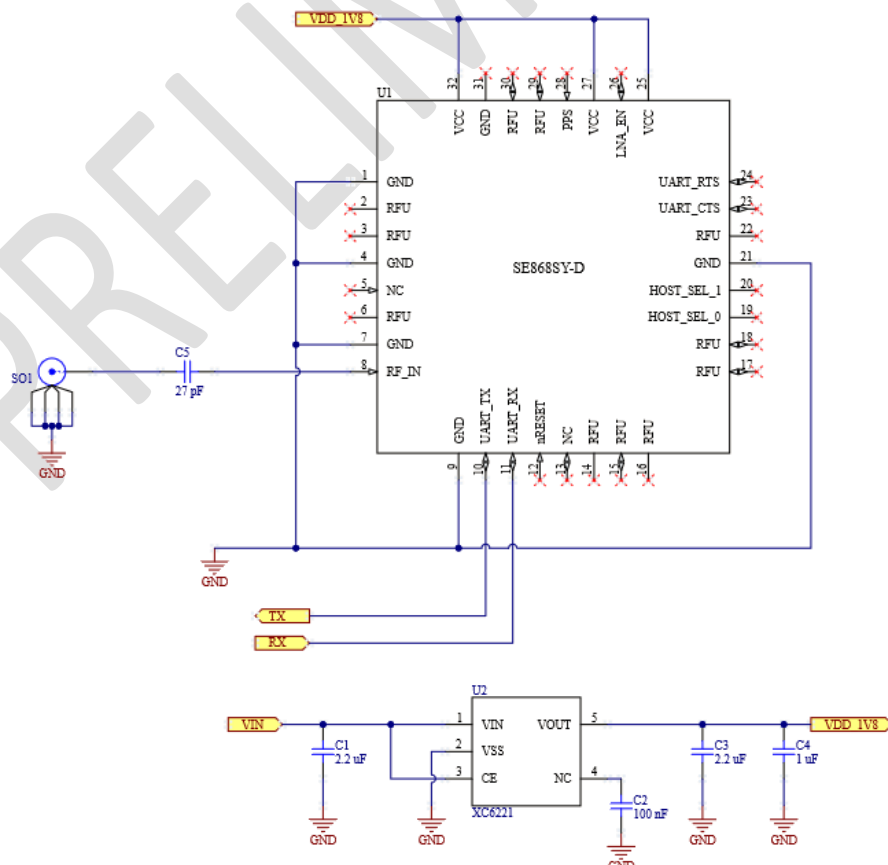 VDD_1V8
U1
32
31
30
29
28
27
26
25
VCC
GND
RFU
RFU
PPS
VCC
LNA_EN
VCC
1 GND
2 RFU
3 RFU
4 GND
5 NC
6 RFU
7 GND
8 RF_IN
UART_RTS 24
UART_CTS 23
RFU 22
GND 21
HOST_SEL_1 20
HOST_SEL_0 19
RFU 18
RFU 17
SE868SY-D
SO1
C5
27 pF
GND
GND
UART_TX
UART_RX
nRESET
NC
RFU
RFU
RFU
9
10
11
12
13
14
15
16
GND
TX
RX
U2
VIN
1 VIN
2 VSS
3 CE
VOUT 5
NC 4
XC6221
VDD_1V8
C1
2.2 uF
C2
100 nF
C3
2.2 uF
C4
1 uF
GND
GND
GND
GND
GND
PRELIM